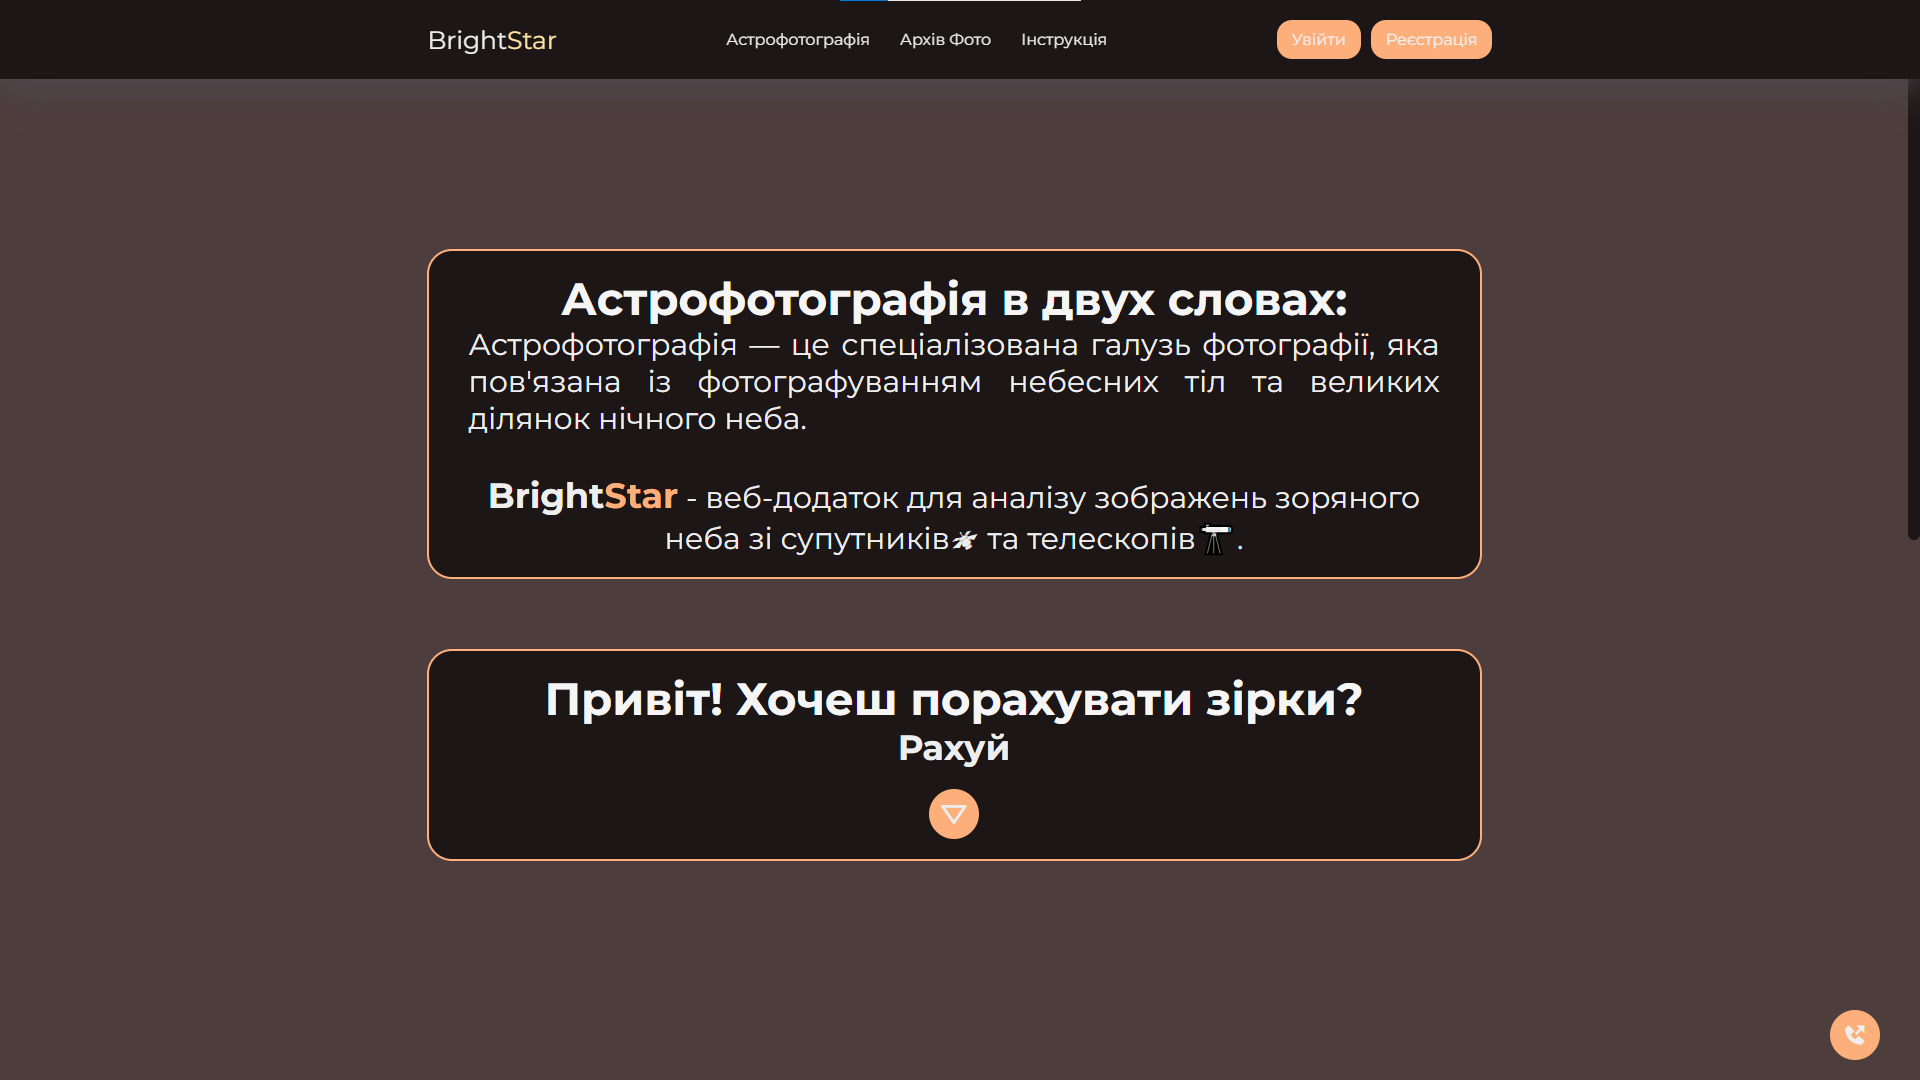 BrightStar
Астрофотографія
Архів Фото
Інструкція
Увійти
Реєстрація
Астрофотографія в двух словах:
Астрофотографія — це спеціалізована галузь фотографії, яка
пов'язана із фотографуванням небесних тіл та великих
ділянок нічного неба.
BrightStar - веб-додаток для аналізу зображень зоряного
неба зі супутників та телескопів .
Привіт! Хочеш порахувати зірки?
Рахуй